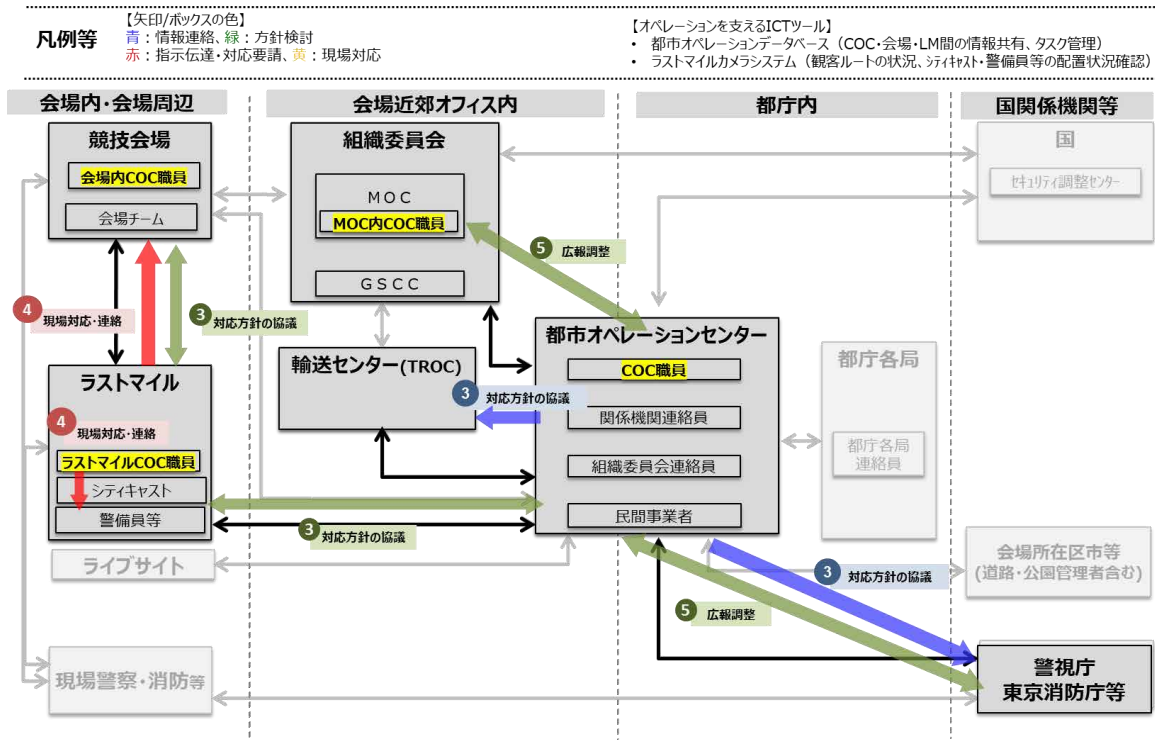 凡例等
【矢印/ボックスの色】
青：情報連絡、緑：方針検討
赤：指示伝達・対応要請、黄：現場対応
【オペレーションを支えるICTツール】
• 都市オペレーションデータベース（COC・会場・LM間の情報共有、タスク管理）
• ラストマイルカメラシステム（観客ルートの状況、ｼﾃｨｷｬｽﾄ・警備員等の配置状況確認）
会場内・会場周辺
会場近郊オフィス内
都庁内
国関係機関等
競技会場
会場内COC職員
会場チーム
組織委員会
MOC
MOC内COC職員
GSCC
国
ｾｷｭﾘﾃｨ調整ｾﾝﾀｰ
5 広報調整
4 現場対応・連絡
3 対応方針の協議
ラストマイル
4 現場対応・連絡
ラストマイルCOC職員
シティキャスト
警備員等
輸送センター(TROC)
3 対応方針の協議
都市オペレーションセンター
COC職員
関係機関連絡員
組織委員会連絡員
民間事業者
都庁各局
都庁各局
連絡員
3 対応方針の協議
ライブサイト
会場所在区市等
(道路・公園管理者含む)
3 対応方針の協議
5 広報調整
現場警察・消防等
警視庁
東京消防庁等